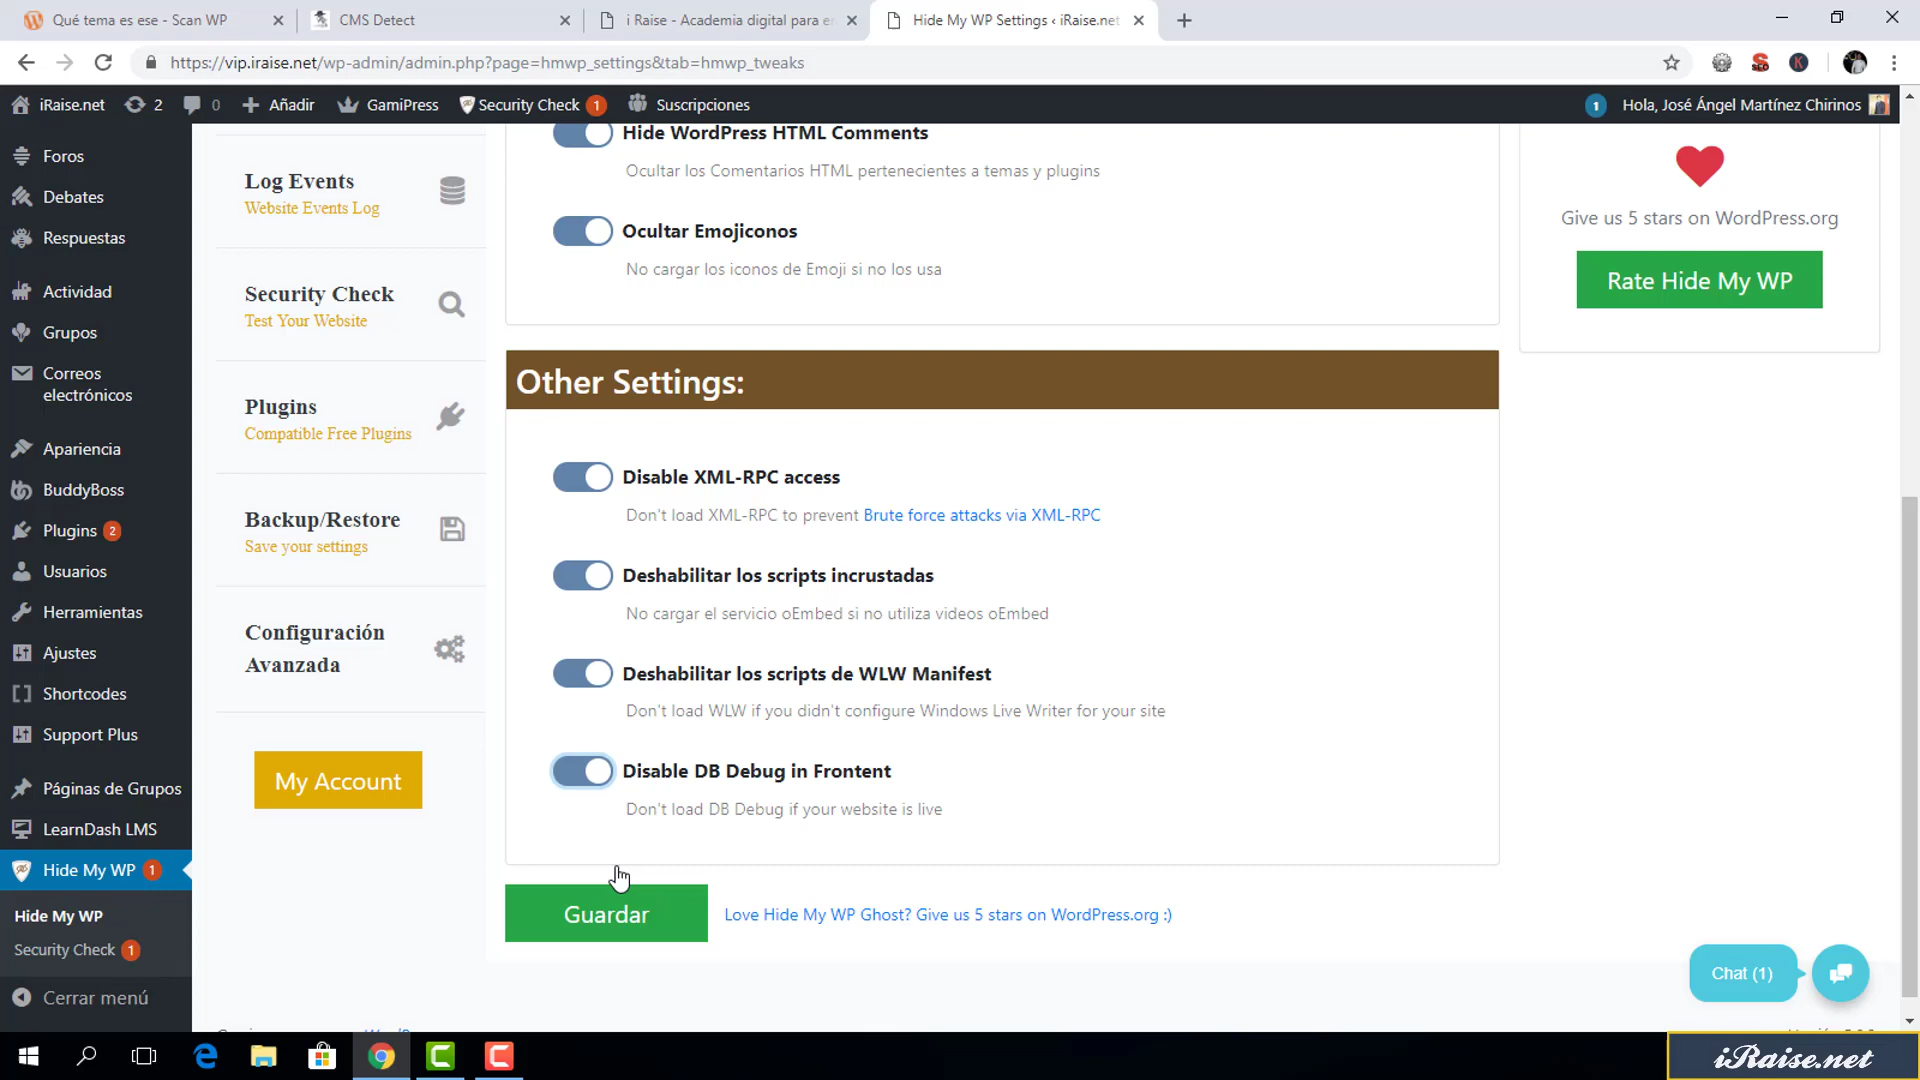 Qué tema es ese - Scan WP
CMS Detect
i Raise - Academia digital para e
Hide My WP Settings ‹ iRaise.net
https://vip.iraise.net/wp-admin/admin.php?page=hmwp_settings&tab=hmwp_tweaks
SEO
K
iRaise.net
2
0
Añadir
GamiPress
Security Check 1
Suscripciones
1
Hola, José Ángel Martínez Chirinos
Foros
Debates
Respuestas
Actividad
Grupos
Correos
electrónicos
Apariencia
BuddyBoss
Plugins 2
Usuarios
Herramientas
Ajustes
Shortcodes
Support Plus
Páginas de Grupos
LearnDash LMS
Hide My WP 1
Hide My WP
Security Check 1
Cerrar menú
Log Events
Website Events Log
Security Check
Test Your Website
Plugins
Compatible Free Plugins
Backup/Restore
Save your settings
Configuración
Avanzada
My Account
Hide WordPress HTML Comments
Ocultar los Comentarios HTML pertenecientes a temas y plugins
Ocultar Emojiconos
No cargar los iconos de Emoji si no los usa
Other Settings:
Disable XML-RPC access
Don't load XML-RPC to prevent Brute force attacks via XML-RPC
Deshabilitar los scripts incrustadas
No cargar el servicio oEmbed si no utiliza videos oEmbed
Deshabilitar los scripts de WLW Manifest
Don't load WLW if you didn't configure Windows Live Writer for your site
Disable DB Debug in Frontent
Don't load DB Debug if your website is live
Guardar
Love Hide My WP Ghost? Give us 5 stars on WordPress.org :)
Give us 5 stars on WordPress.org
Rate Hide My WP
Chat (1)
iRaise.net